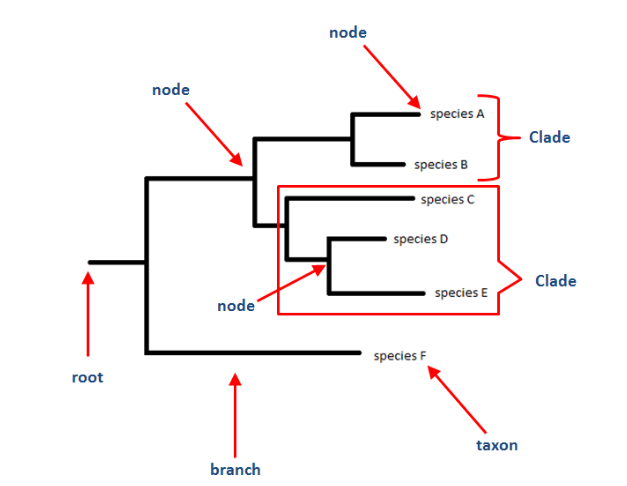 node
node
species A
Clade
species B
species C
species D
Clade
species E
node
species F
root
taxon
branch